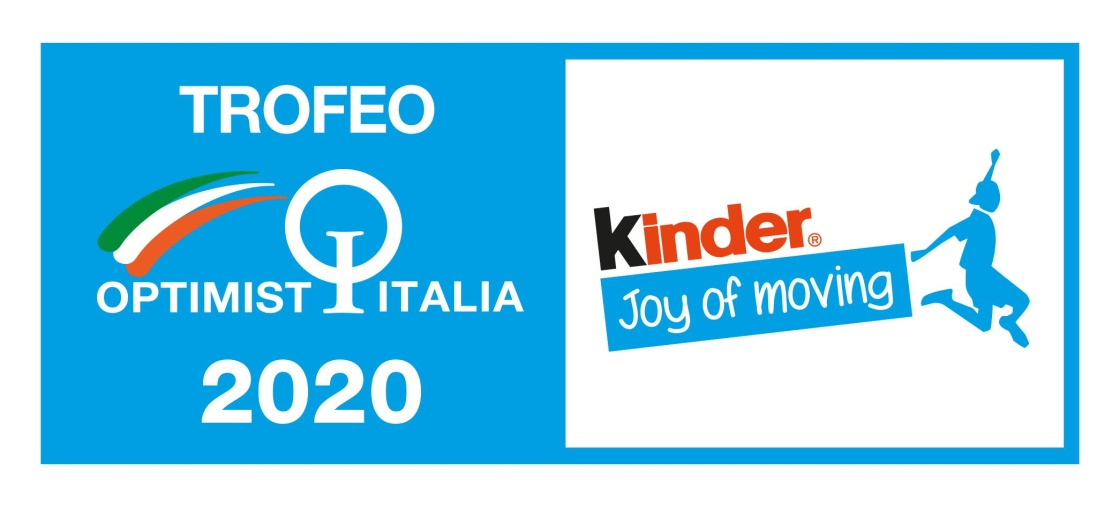 TROFEO
OPTIMIST ITALIA
2020
kinder®
Joy of moving